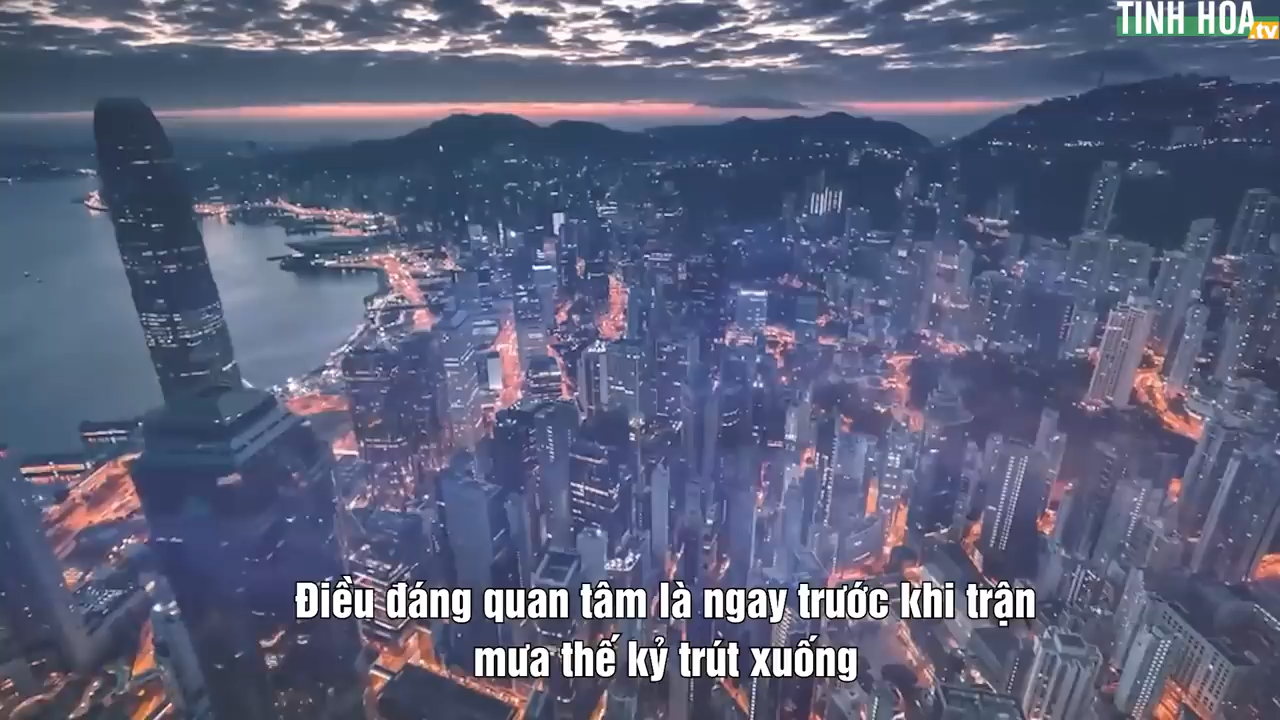 TINH HOA
.tv
Điều đáng quan tâm là ngay trước khi trận
mưa thế kỷ trút xuống